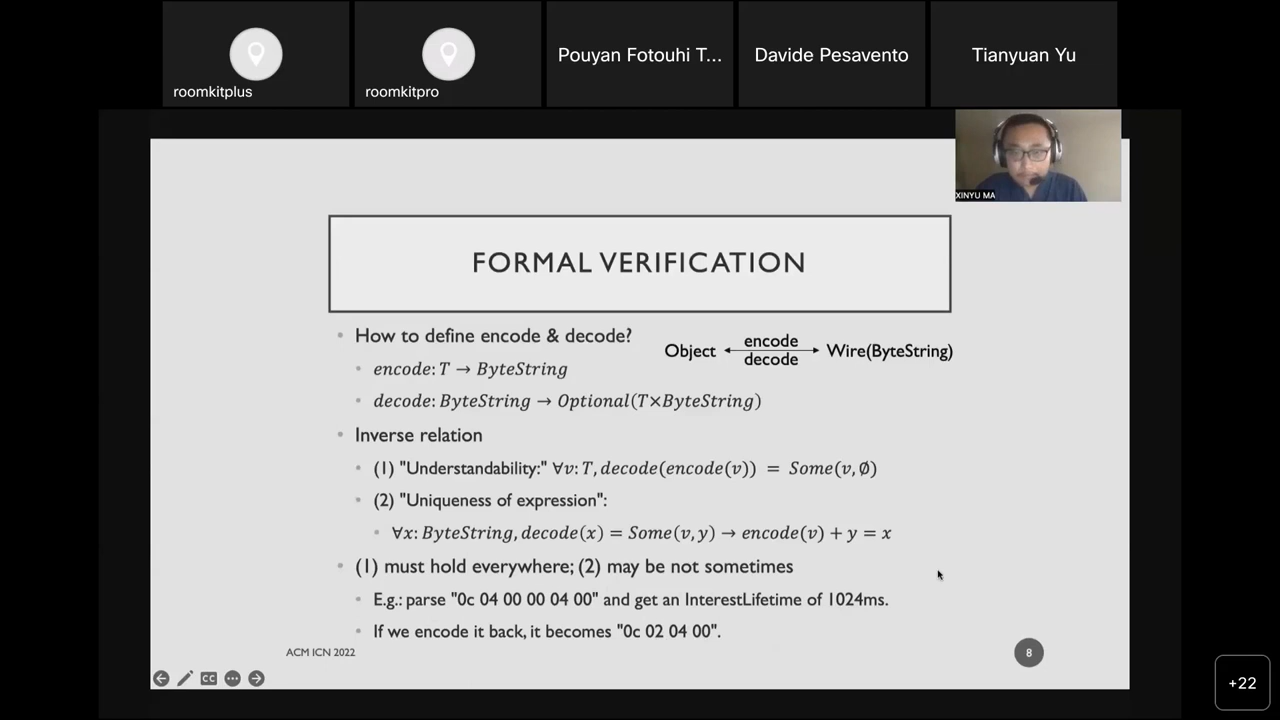 roomkitplus
roomkitpro
Pouyan Fotouhi T...
Davide Pesavento
Tianyuan Yu
XINYU MA
FORMAL VERIFICATION
How to define encode & decode?
Object encode decode Wire(ByteString)
encode: T → ByteString
decode: ByteString → Optional(T×ByteString)
Inverse relation
(1) "Understandability:" ∀v: T, decode(encode(v)) = Some(v, ∅)
(2) "Uniqueness of expression":
∀x: ByteString, decode(x) = Some(v, y) → encode(v) + y = x
(1) must hold everywhere; (2) may be not sometimes
E.g.: parse "0c 04 00 00 04 00" and get an InterestLifetime of 1024ms.
If we encode it back, it becomes "0c 02 04 00".
ACM ICN 2022
8
CC
+22